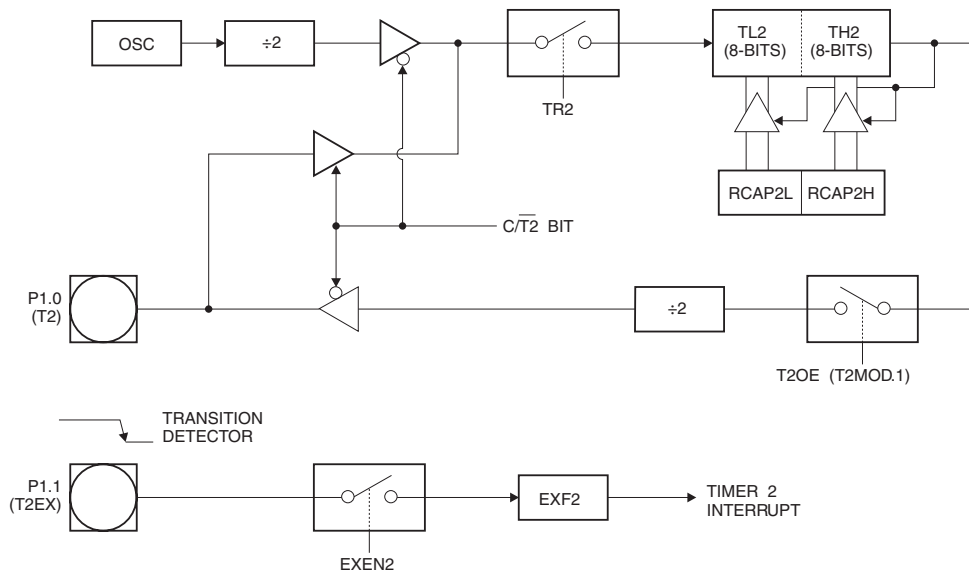 OSC
÷2
TR2
TL2
(8-BITS)
TH2
(8-BITS)
RCAP2L
RCAP2H
C/T2 BIT
P1.0
(T2)
÷2
T2OE (T2MOD.1)
TRANSITION
DETECTOR
P1.1
(T2EX)
EXEN2
EXF2
TIMER 2
INTERRUPT